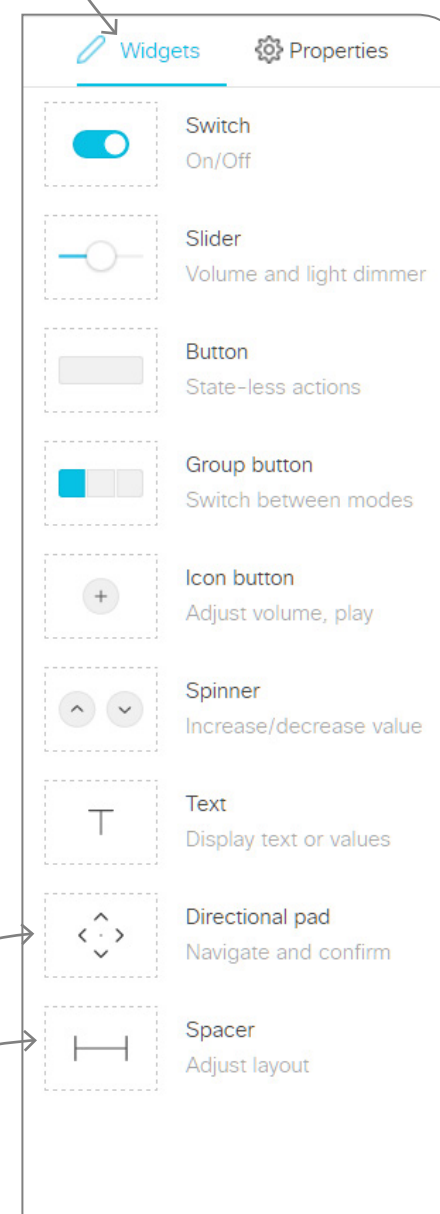 Widgets Properties
Switch
On/Off
Slider
Volume and light dimmer
Button
State-less actions
Group button
Switch between modes
Icon button
Adjust volume, play
Spinner
Increase/decrease value
Text
Display text or values
Directional pad
Navigate and confirm
Spacer
Adjust layout